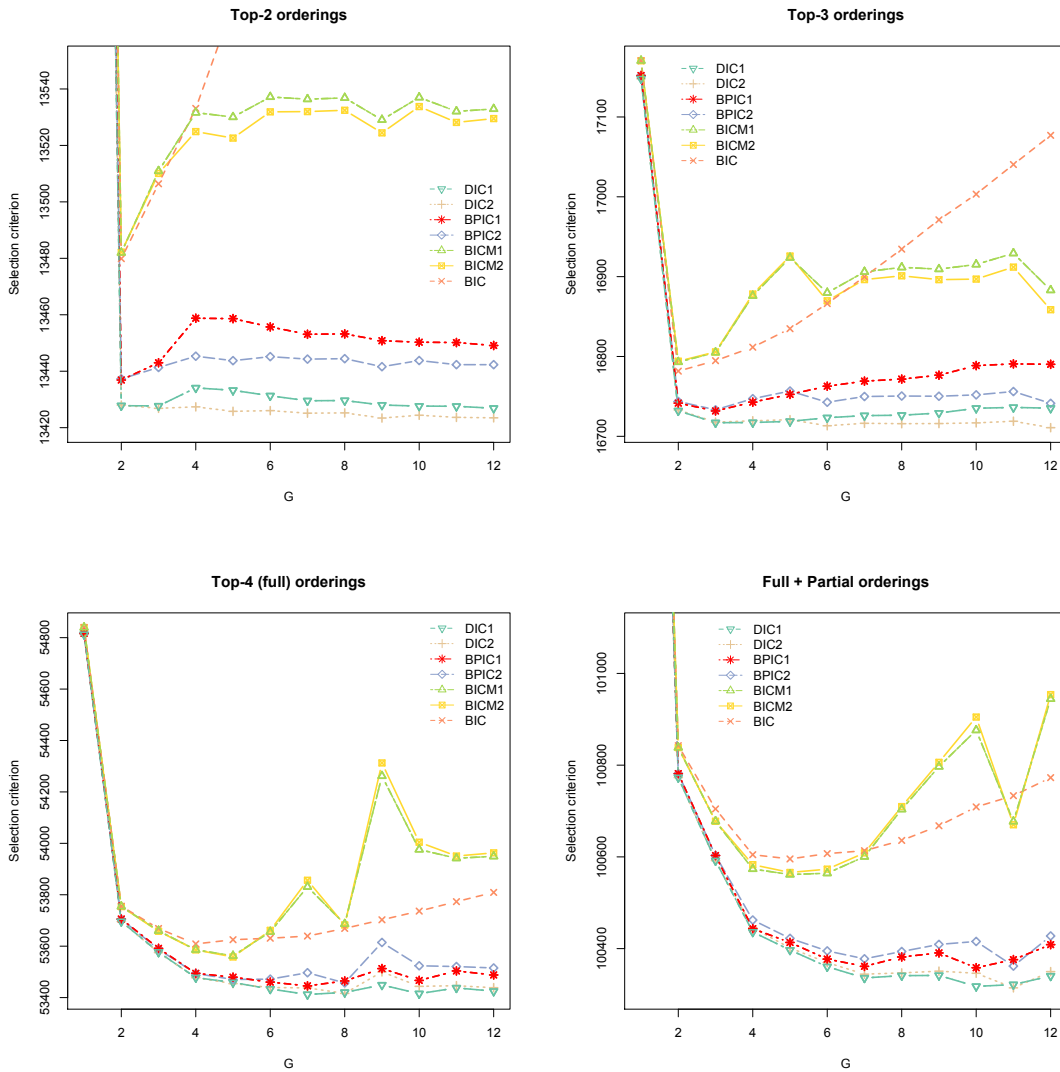 Top-2 orderings
Selection criterion
13420 13440 13460 13480 13500 13520 13540
DIC1
DIC2
BPIC1
BPIC2
BICM1
BICM2
BIC
2 4 6 8 10 12
G
Top-3 orderings
Selection criterion
16700 16800 16900 17000 17100
DIC1
DIC2
BPIC1
BPIC2
BICM1
BICM2
BIC
2 4 6 8 10 12
G
Top-4 (full) orderings
Selection criterion
53400 53600 53800 54000 54200 54400 54600 54800
DIC1
DIC2
BPIC1
BPIC2
BICM1
BICM2
BIC
2 4 6 8 10 12
G
Full + Partial orderings
Selection criterion
100400 100600 100800 101000
DIC1
DIC2
BPIC1
BPIC2
BICM1
BICM2
BIC
2 4 6 8 10 12
G